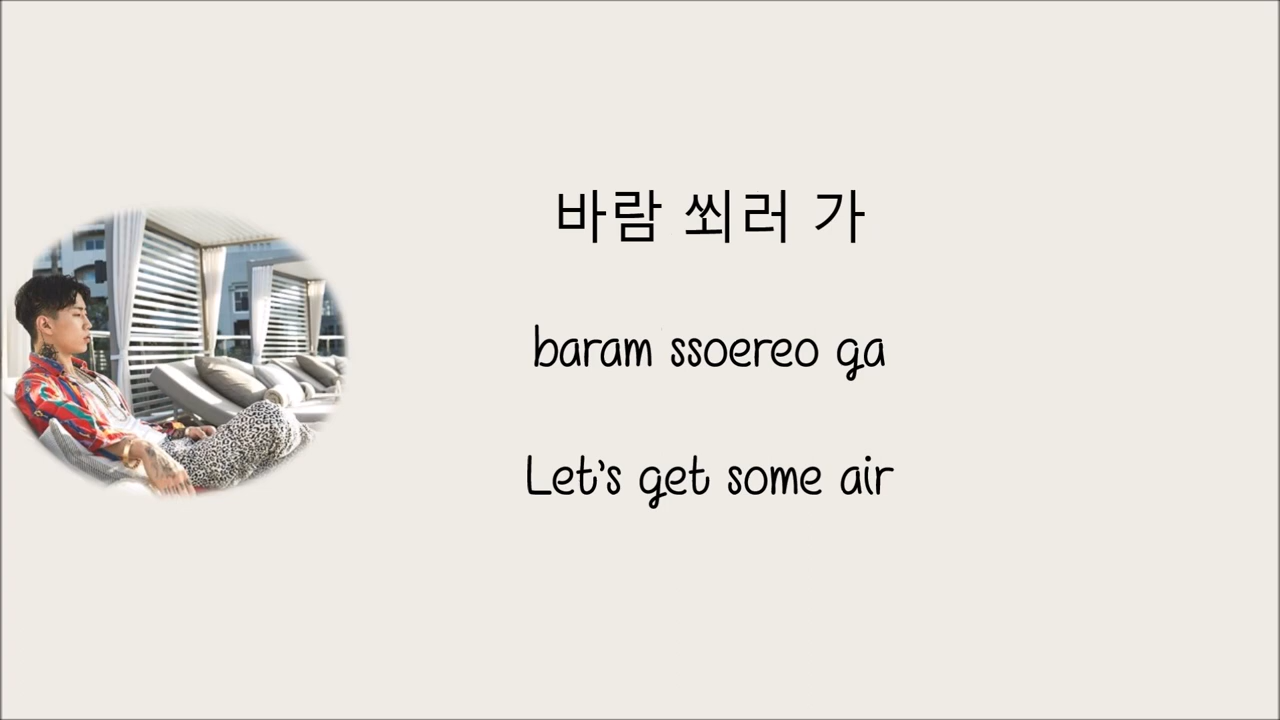 바람 쐬러 가
baram ssoereo ga
Let's get some air